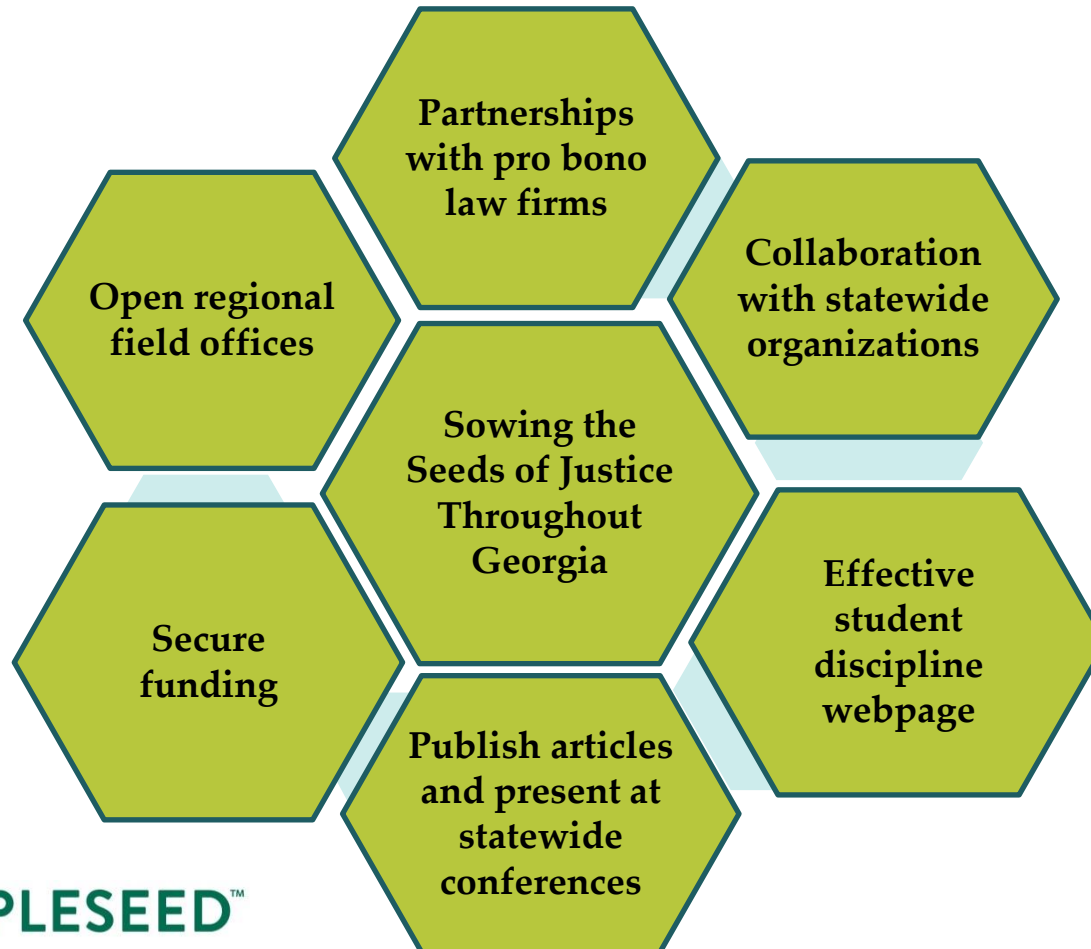 Partnerships
with pro bono
law firms
Collaboration
with statewide
organizations
Open regional
field offices
Sowing the
Seeds of Justice
Throughout
Georgia
Effective
student
discipline
webpage
Secure
funding
Publish articles
and present at
statewide
conferences
PLESEED™